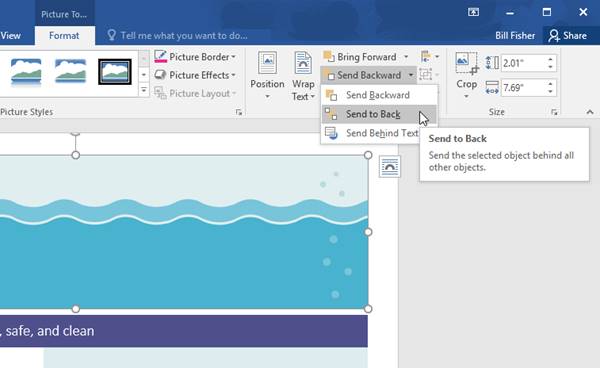 Picture To...
View Format Tell me what you want to do... Bill Fisher Share
Picture Border
Picture Effects
Picture Layout
Picture Styles
Position
Wrap
Text
Bring Forward
Send Backward
Send Backward
Send to Back
Send Behind Text
Crop
2.01"
7.69"
Size
Send to Back
Send the selected object behind all
other objects.
, safe, and clean